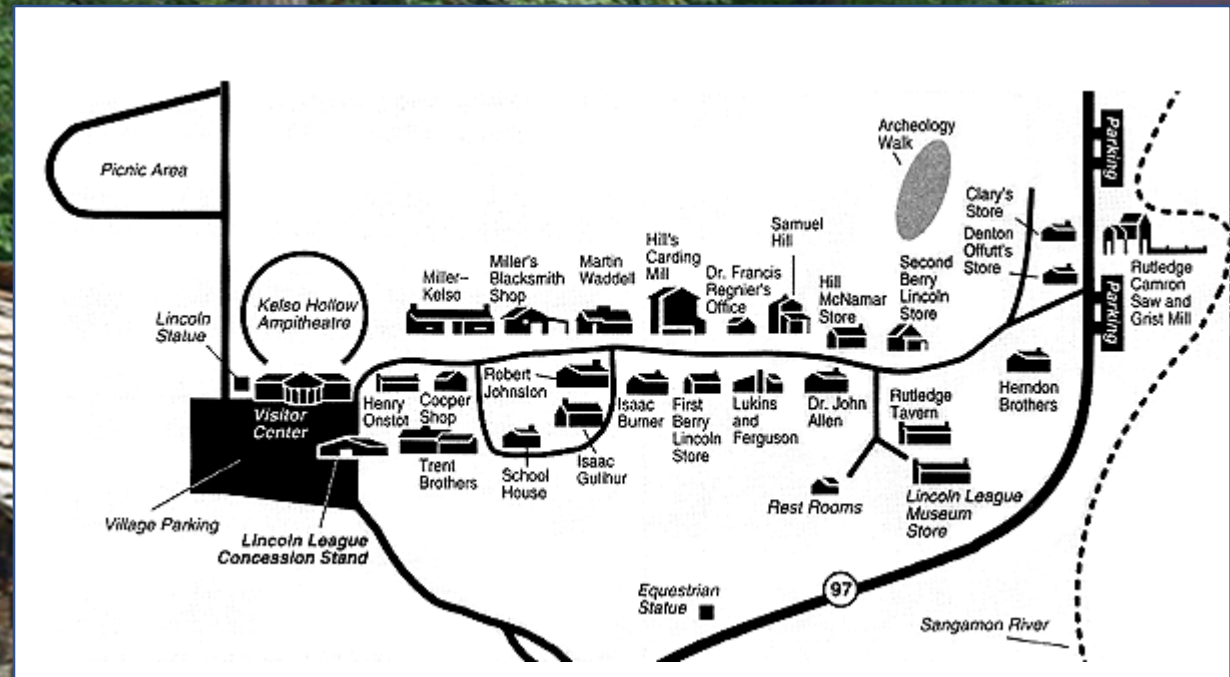 Archeology
Walk
Parking
Picnic Area
Clary's
Store
Denton
Offutt's
Store
Samuel
Hill
Hill's
Carding
Mill
Miller's
Blacksmith
Shop
Martin
Waddell
Miller–
Kelso
Dr. Francis
Regnier's
Office
Hill
McNamar
Store
Second
Berry
Lincoln
Store
Rutledge
Camron
Saw and
Grist Mill
Parking
Kelso Hollow
Ampitheatre
Lincoln
Statue
Visitor
Center
Henry
Onstot
Cooper
Shop
Robert
Johnston
Isaac
Burner
First
Berry
Lincoln
Store
Lukins
and
Ferguson
Dr. John
Allen
Rutledge
Tavern
Herndon
Brothers
Trent
Brothers
School
House
Isaac
Gulihur
Rest Rooms
Lincoln League
Museum
Store
Village Parking
Lincoln League
Concession Stand
Equestrian
Statue
97
Sangamon River